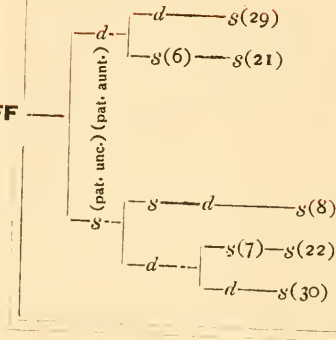 d s(29)
d
s(6) s(21)
FF
(pat. unc.) (pat. aunt.)
s d s(8)
s
s(7) s(22)
d
d s(30)